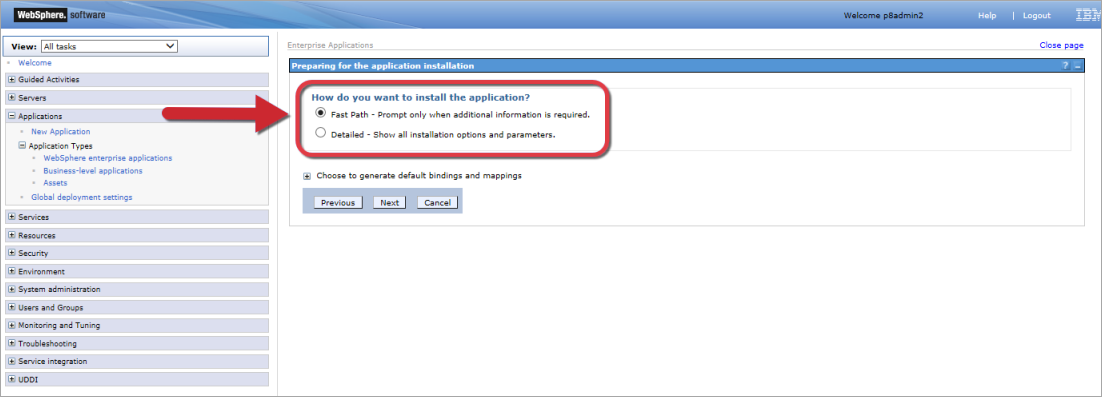 WebSphere. software
Welcome p8admin2
Help | Logout
IBM
View: All tasks
Welcome
Guided Activities
Servers
Applications
New Application
Application Types
WebSphere enterprise applications
Business-level applications
Assets
Global deployment settings
Services
Resources
Security
Environment
System administration
Users and Groups
Monitoring and Tuning
Troubleshooting
Service integration
UDDI
Enterprise Applications
Close page
Preparing for the application installation
? _
How do you want to install the application?
Fast Path - Prompt only when additional information is required.
Detailed - Show all installation options and parameters.
Choose to generate default bindings and mappings
Previous Next Cancel